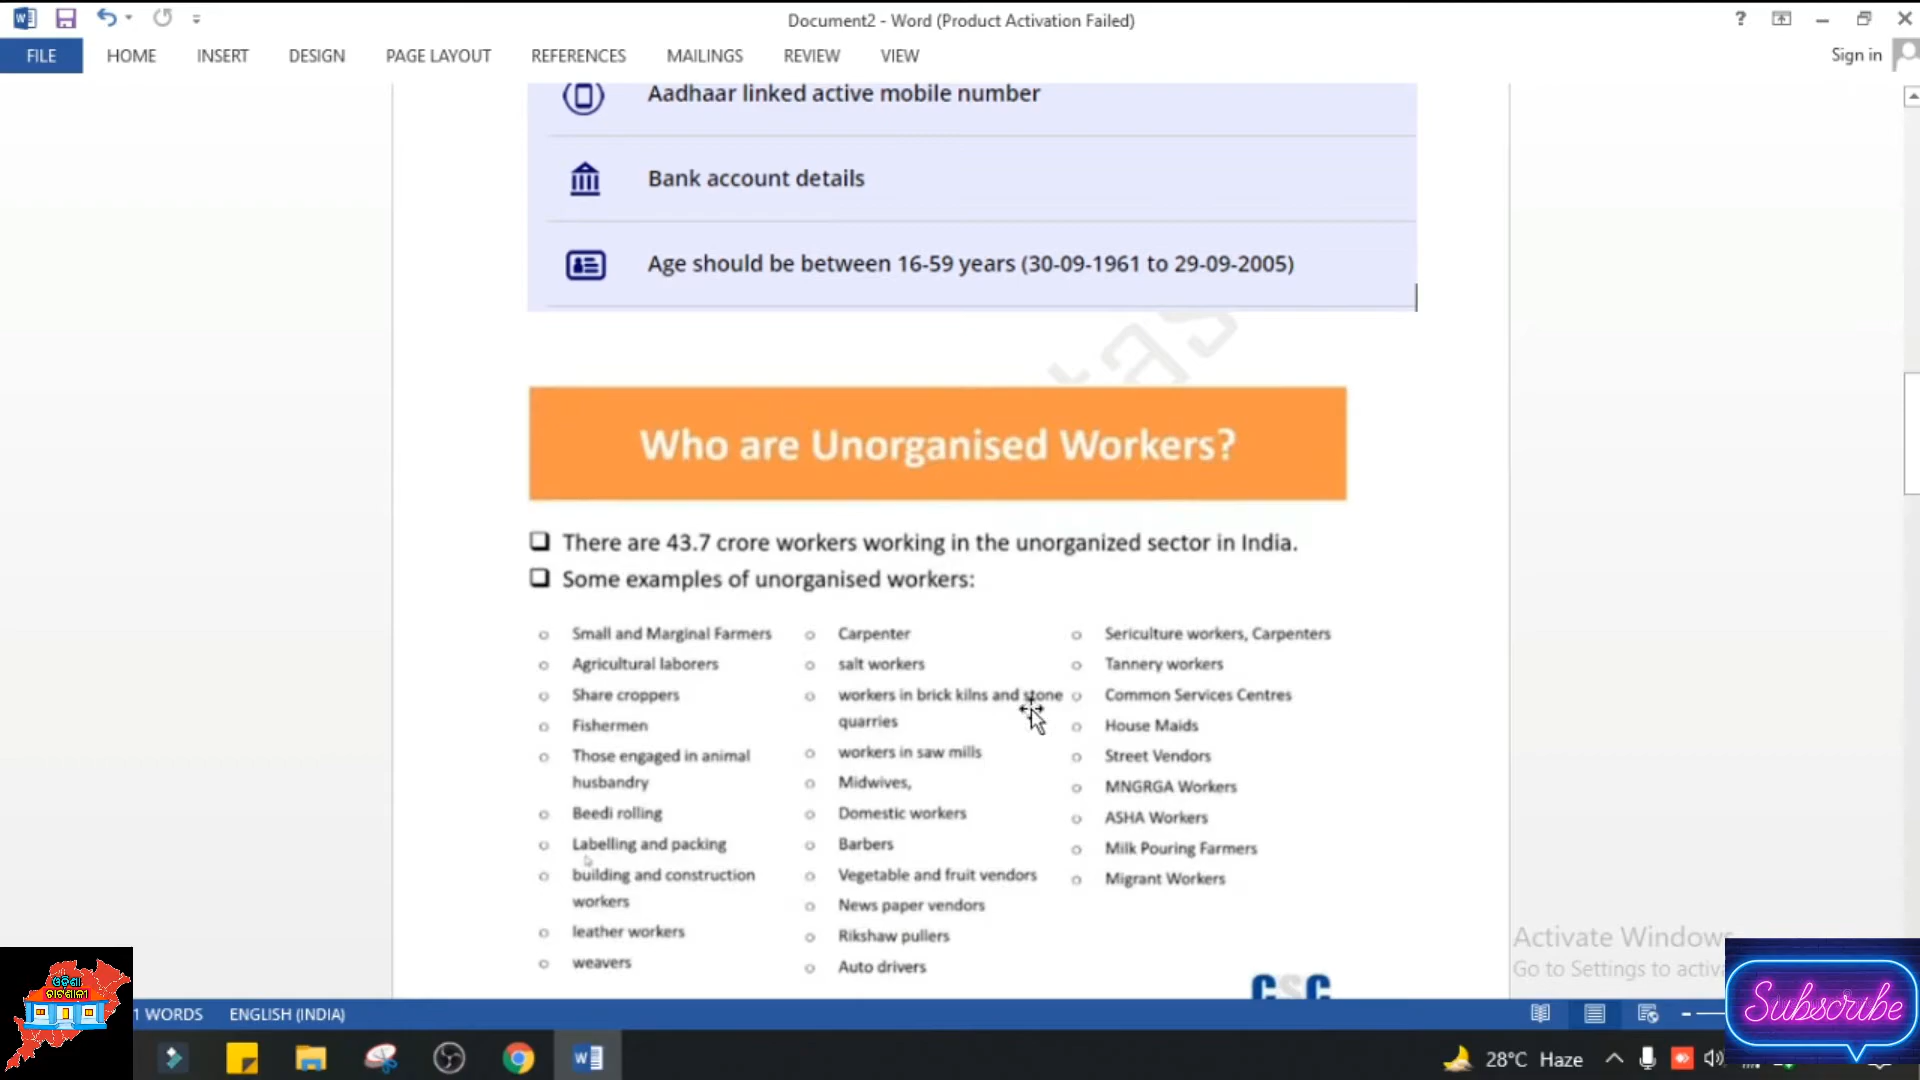 Document2 - Word (Product Activation Failed)
FILE HOME INSERT DESIGN PAGE LAYOUT REFERENCES MAILINGS REVIEW VIEW Sign in
Aadhaar linked active mobile number
Bank account details
Age should be between 16-59 years (30-09-1961 to 29-09-2005)
Who are Unorganised Workers?
There are 43.7 crore workers working in the unorganized sector in India.
Some examples of unorganised workers:
Small and Marginal Farmers
Agricultural laborers
Share croppers
Fishermen
Those engaged in animal
husbandry
Beedi rolling
Labelling and packing
building and construction
workers
leather workers
weavers
Carpenter
salt workers
workers in brick kilns and stone
quarries
workers in saw mills
Midwives,
Domestic workers
Barbers
Vegetable and fruit vendors
News paper vendors
Rikshaw pullers
Auto drivers
Sericulture workers, Carpenters
Tannery workers
Common Services Centres
House Maids
Street Vendors
MNGRGA Workers
ASHA Workers
Milk Pouring Farmers
Migrant Workers
CSC
Activate Windows
Go to Settings to activa
ଓଡ଼ିଶା
ଚାଟଶାଳୀ
Subscribe
1 WORDS ENGLISH (INDIA)
28°C Haze